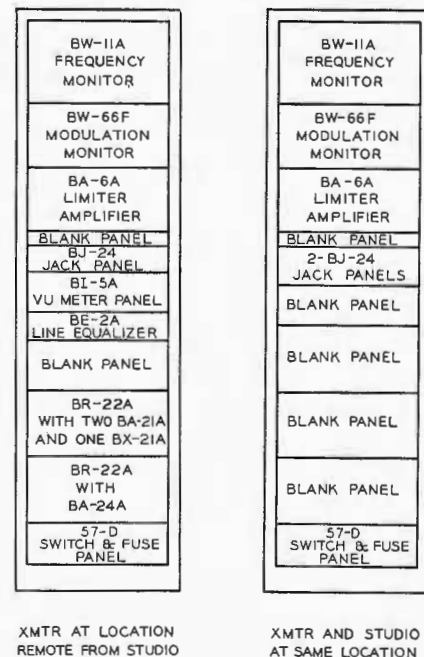 BW-11A
FREQUENCY
MONITOR
BW-66F
MODULATION
MONITOR
BA-6A
LIMITER
AMPLIFIER
BLANK PANEL
BJ-24
JACK PANEL
BI-5A
VU METER PANEL
BE-2A
LINE EQUALIZER
BLANK PANEL
BR-22A
WITH TWO BA-21A
AND ONE BX-21A
BR-22A
WITH
BA-24A
57-D
SWITCH & FUSE
PANEL
XMTR AT LOCATION
REMOTE FROM STUDIO
BW-11A
FREQUENCY
MONITOR
BW-66F
MODULATION
MONITOR
BA-6A
LIMITER
AMPLIFIER
BLANK PANEL
2-BJ-24
JACK PANELS
BLANK PANEL
BLANK PANEL
BLANK PANEL
BLANK PANEL
57-D
SWITCH & FUSE
PANEL
XMTR AND STUDIO
AT SAME LOCATION